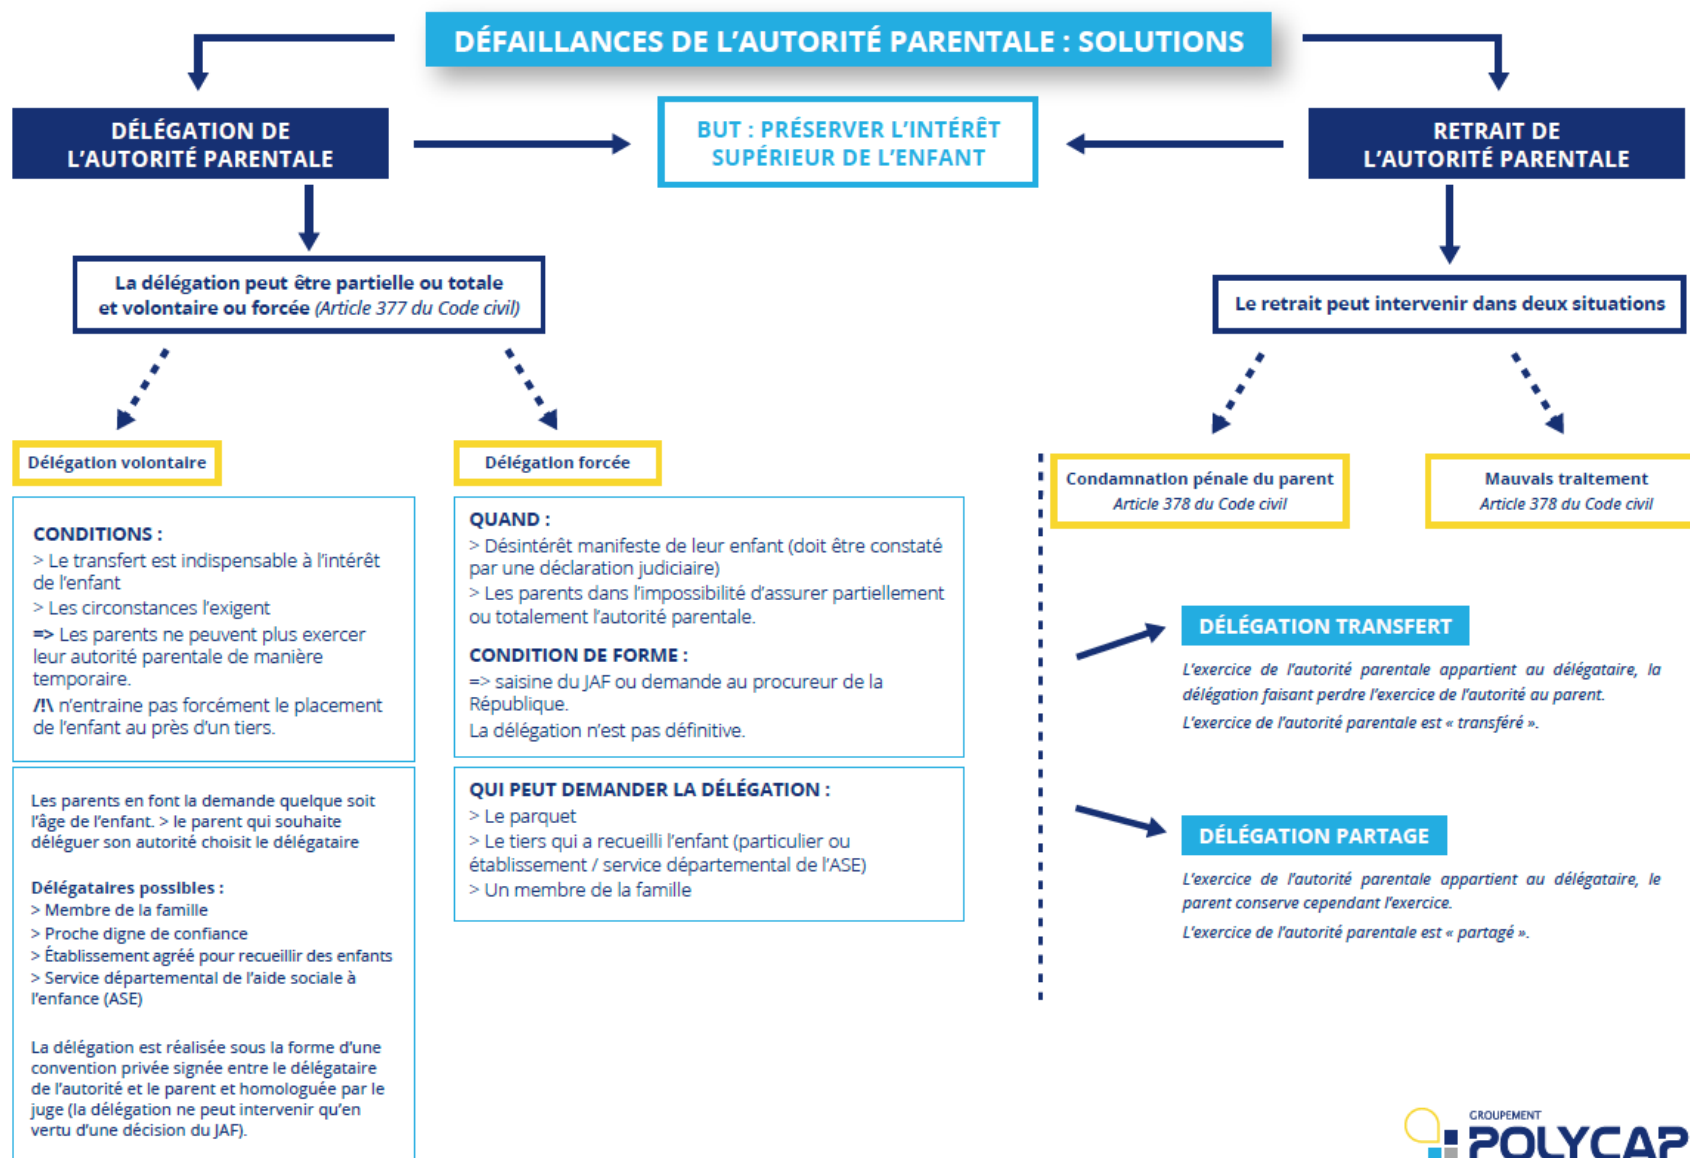 DÉFAILLANCES DE L'AUTORITÉ PARENTALE : SOLUTIONS
DÉLÉGATION DE
L'AUTORITÉ PARENTALE
BUT : PRÉSERVER L'INTÉRÊT
SUPÉRIEUR DE L'ENFANT
RETRAIT DE
L'AUTORITÉ PARENTALE
La délégation peut être partielle ou totale
et volontaire ou forcée (Article 377 du Code civil)
Le retrait peut intervenir dans deux situations
Délégation volontaire
CONDITIONS :
> Le transfert est indispensable à l'intérêt
de l'enfant
> Les circonstances l'exigent
=> Les parents ne peuvent plus exercer
leur autorité parentale de manière
temporaire.
/!\ n'entraine pas forcément le placement
de l'enfant au près d'un tiers.
Les parents en font la demande quelque soit
l'âge de l'enfant. > le parent qui souhaite
déléguer son autorité choisit le délégataire
Délégataires possibles :
> Membre de la famille
> Proche digne de confiance
> Établissement agréé pour recueillir des enfants
> Service départemental de l'aide sociale à
l'enfance (ASE)
La délégation est réalisée sous la forme d'une
convention privée signée entre le délégataire
de l'autorité et le parent et homologuée par le
juge (la délégation ne peut intervenir qu'en
vertu d'une décision du JAF).
Délégation forcée
QUAND :
> Désintérêt manifeste de leur enfant (doit être constaté
par une déclaration judiciaire)
> Les parents dans l'impossibilité d'assurer partiellement
ou totalement l'autorité parentale.
CONDITION DE FORME :
=> saisine du JAF ou demande au procureur de la
République.
La délégation n'est pas définitive.
QUI PEUT DEMANDER LA DÉLÉGATION :
> Le parquet
> Le tiers qui a recueilli l'enfant (particulier ou
établissement / service départemental de l'ASE)
> Un membre de la famille
Condamnation pénale du parent
Article 378 du Code civil
Mauvais traitement
Article 378 du Code civil
DÉLÉGATION TRANSFERT
L'exercice de l'autorité parentale appartient au délégataire, la
délégation faisant perdre l'exercice de l'autorité au parent.
L'exercice de l'autorité parentale est « transféré ».
DÉLÉGATION PARTAGE
L'exercice de l'autorité parentale appartient au délégataire, le
parent conserve cependant l'exercice.
L'exercice de l'autorité parentale est « partagé ».
GROUPEMENT
POLYCAP